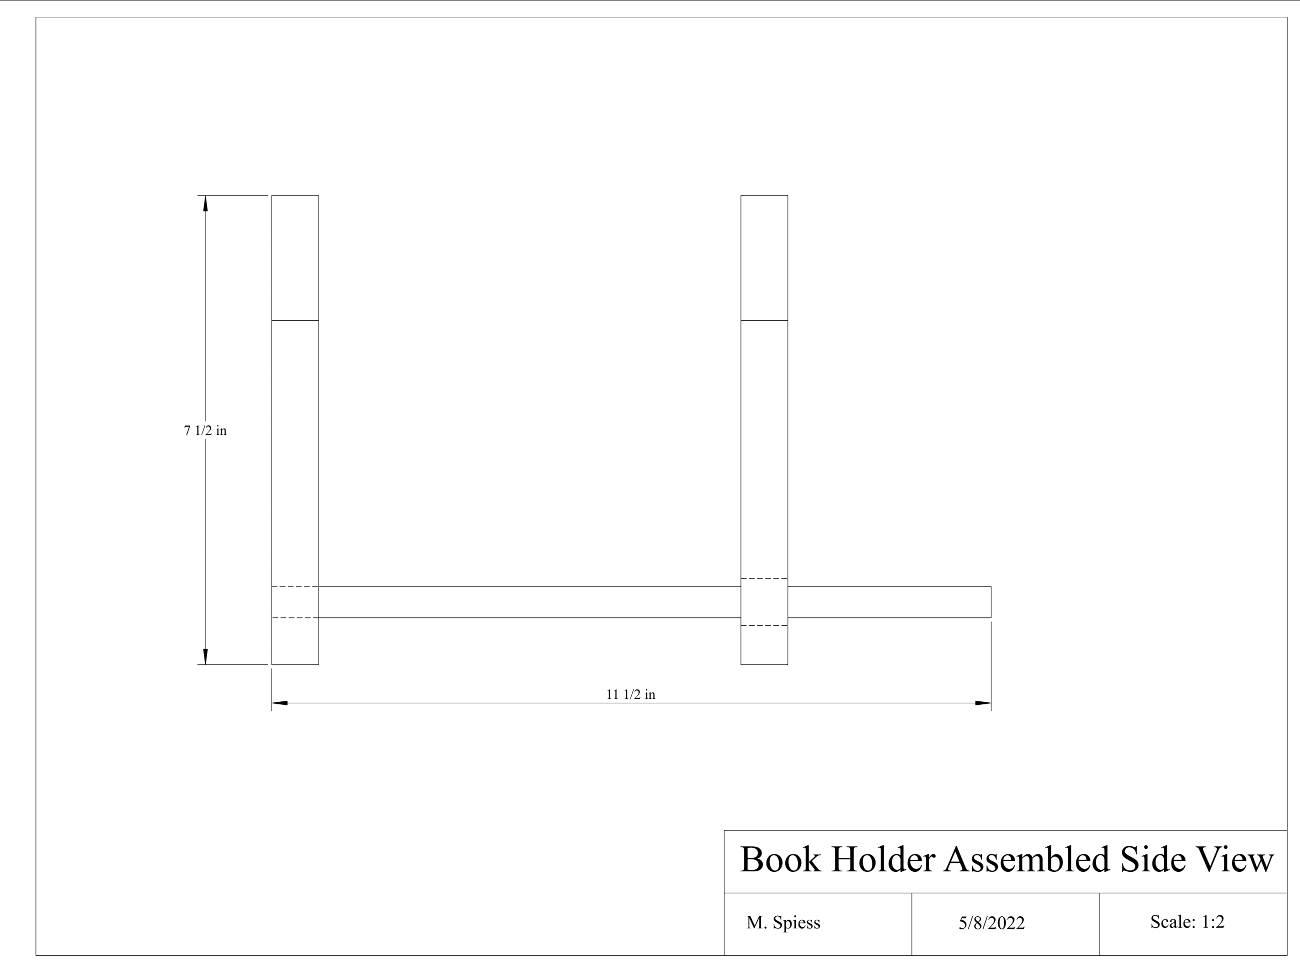 7 1/2 in
11 1/2 in
Book Holder Assembled Side View
M. Spiess
5/8/2022
Scale: 1:2